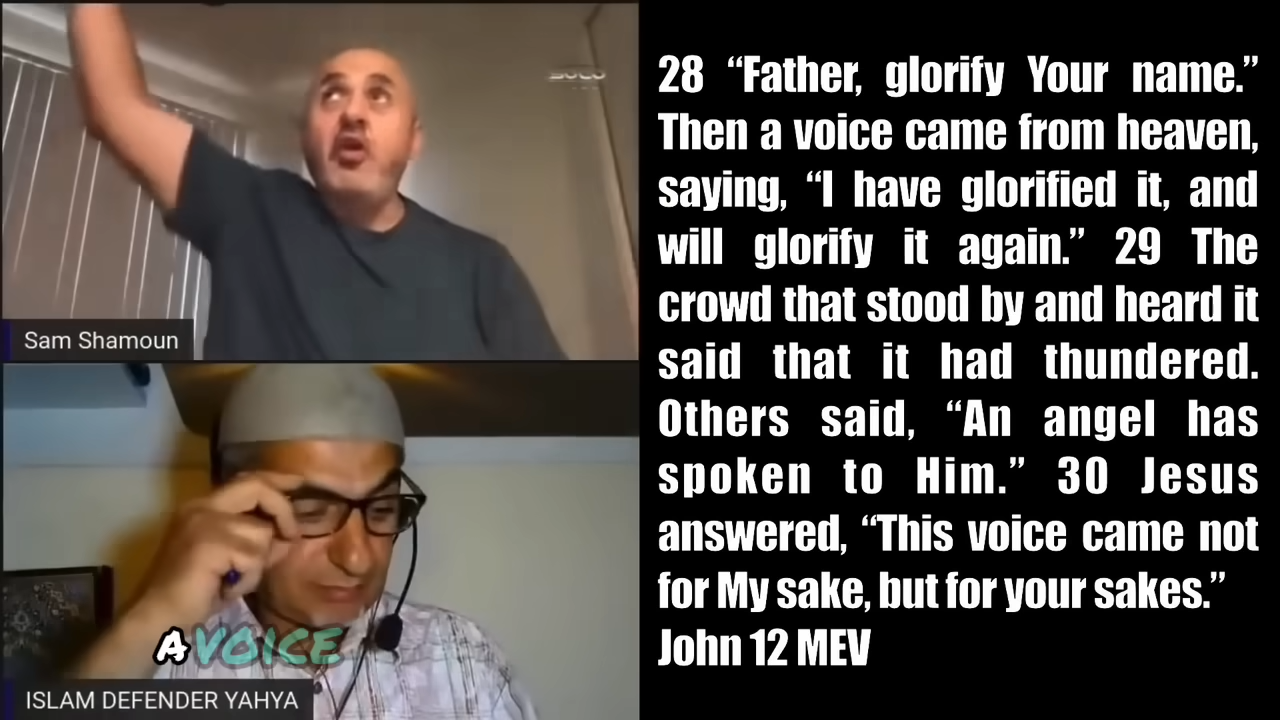 Sam Shamoun
A VOICE
ISLAM DEFENDER YAHYA
28 “Father, glorify Your name.”
Then a voice came from heaven,
saying, “I have glorified it, and
will glorify it again.” 29 The
crowd that stood by and heard it
said that it had thundered.
Others said, “An angel has
spoken to Him.” 30 Jesus
answered, “This voice came not
for My sake, but for your sakes.”
John 12 MEV